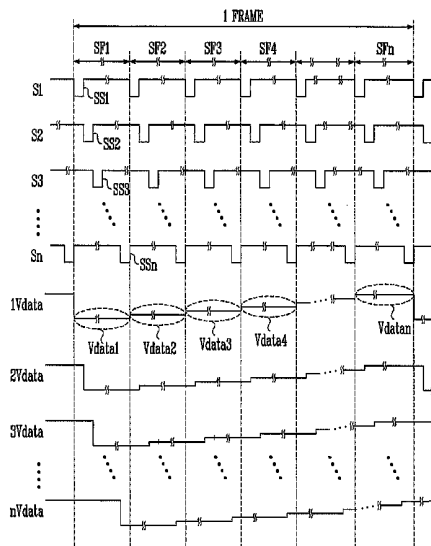 1 FRAME
SF1 SF2 SF3 SF4 SFn
S1
SS1
S2
SS2
S3
SS3
Sn
SSn
1Vdata
Vdata1 Vdata2 Vdata3 Vdata4 Vdatan
2Vdata
3Vdata
nVdata